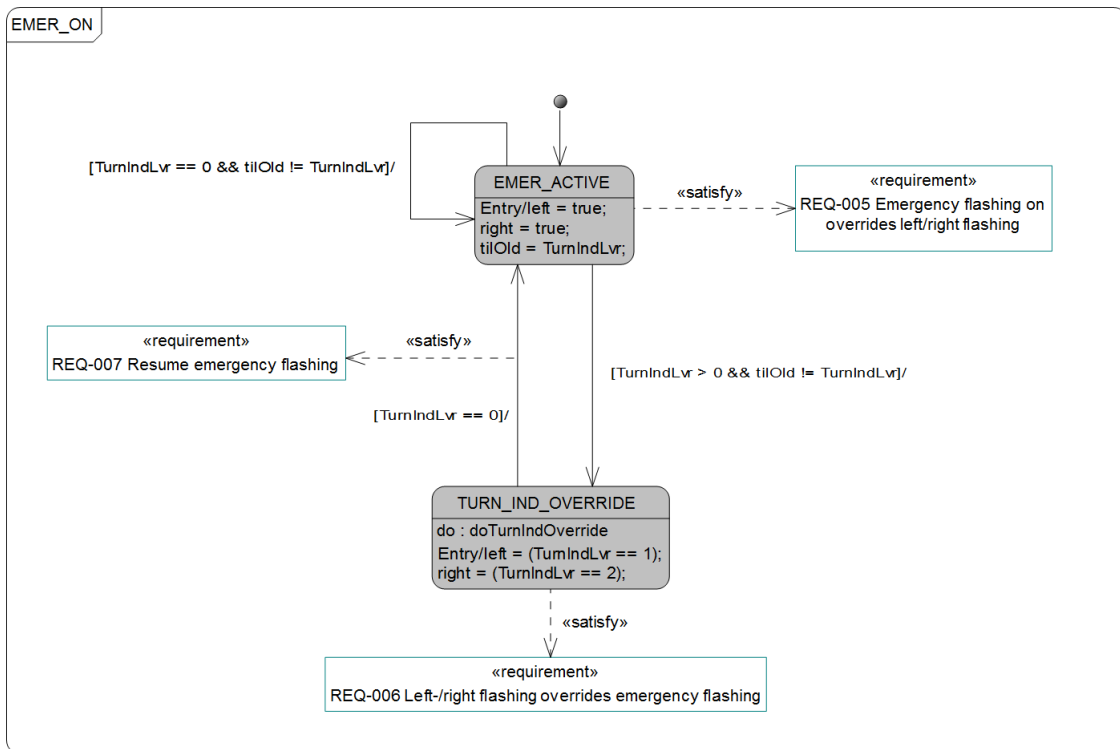 EMER_ON
[TurnIndLvr == 0 && tilOld != TurnIndLvr]/
EMER_ACTIVE
Entry/left = true;
right = true;
tilOld = TurnIndLvr;
«satisfy»
«requirement»
REQ-005 Emergency flashing on
overrides left/right flashing
«requirement»
REQ-007 Resume emergency flashing
«satisfy»
[TurnIndLvr > 0 && tilOld != TurnIndLvr]/
[TurnIndLvr == 0]/
TURN_IND_OVERRIDE
do : doTurnIndOverride
Entry/left = (TurnIndLvr == 1);
right = (TurnIndLvr == 2);
«satisfy»
«requirement»
REQ-006 Left-/right flashing overrides emergency flashing